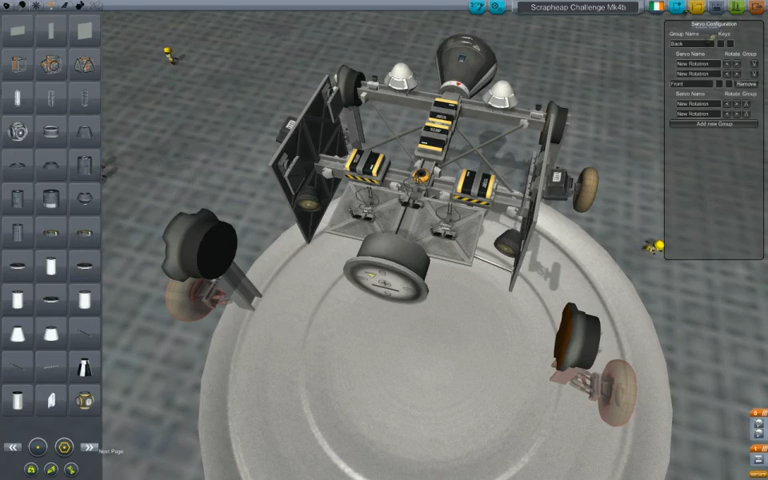 Scrapheap Challenge Mk4b
Servo Configuration
Group Name Keys
Back
Servo Name Rotate Group
New Rotation < > V
New Rotation < > V
Front Remove
Servo Name Rotate Group
New Rotation < >
New Rotation < >
Add new Group
Next Page